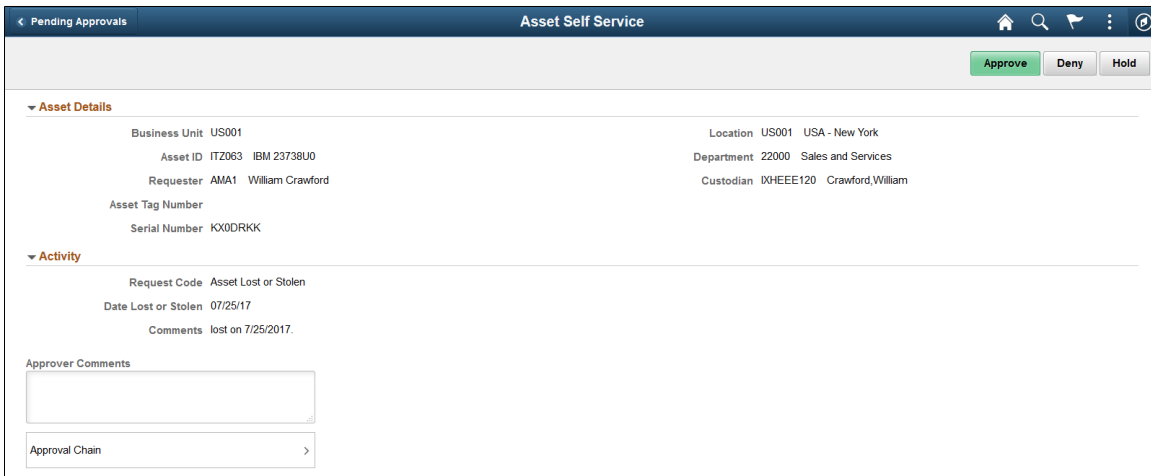 Pending Approvals
Asset Self Service
Approve Deny Hold
Asset Details
Business Unit US001
Location US001 USA - New York
Asset ID ITZ063 IBM 23738U0
Department 22000 Sales and Services
Requester AMA1 William Crawford
Custodian IXHEEE120 Crawford,William
Asset Tag Number
Serial Number KX0DRKK
Activity
Request Code Asset Lost or Stolen
Date Lost or Stolen 07/25/17
Comments lost on 7/25/2017.
Approver Comments
Approval Chain